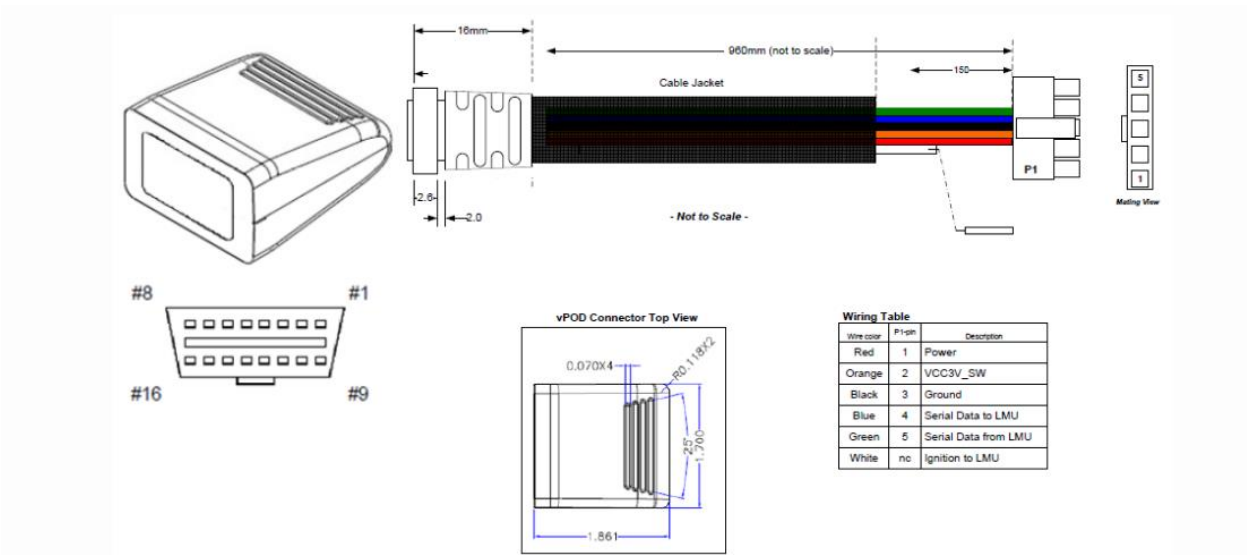 16mm
960mm (not to scale)
150
Cable Jacket
5
P1
1
Mating View
2.6
2.0
- Not to Scale -
#8
#1
#16
#9
vPOD Connector Top View
0.070X4
R0.118X2
25°
1.700
1.861
Wiring Table
Wire color P1-pin Description
Red 1 Power
Orange 2 VCC3V_SW
Black 3 Ground
Blue 4 Serial Data to LMU
Green 5 Serial Data from LMU
White nc Ignition to LMU